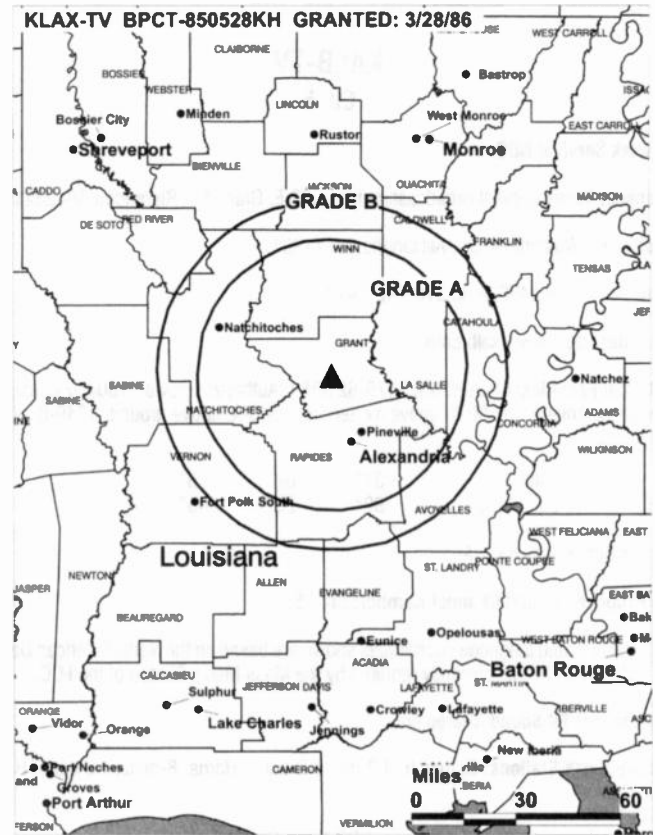 KLAX-TV BPCT-850528KH GRANTED: 3/28/86
WEST CARROLL
CLAIBORNE
BOSSIER
Bastrop
WEBSTER
Minden
LINCOLN
Bossier City
West Monroe
Rustor
EAST CARROLL
Shreveport
Monroe
BIENVILLE
JACKSON
OUACHITA
CADDO
MADISON
GRADE B
RED RIVER
CALDWELL
DE SOTO
FRANKLIN
WINN
TENSAS
GRADE A
CATAHOULA
Natchitoches
GRANT
Natchez
SABINE
LA SALLE
SABINE
ADAMS
NATCHITOCHES
CONCORDIA
Pineville
WILKINSON
RAPIDES
Alexandria
VERNON
Fort Polk South
AVOYELLES
WEST FELICIANA
EAST
Louisiana
POINTE COUPEE
ST. LANDRY
NEWTON
ALLEN
JASPER
EVANGELINE
EAST BA
BEAUREGARD
Bak
Opelousas
WEST BATON ROUGE
Eunice
ACADIA
Baton Rouge
CALCASIEU
JEFFERSON DAVIS
LAFAYETTE
ST. MARTIN
Sulphur
ORANGE
IBERVILLE
Lake Charles
Crowley
Lafayette
Vidor
Orange
Jennings
New Iberia
Port Neches
CAMERON
Miles
Groves
0 30 60
Port Arthur
VERMILION